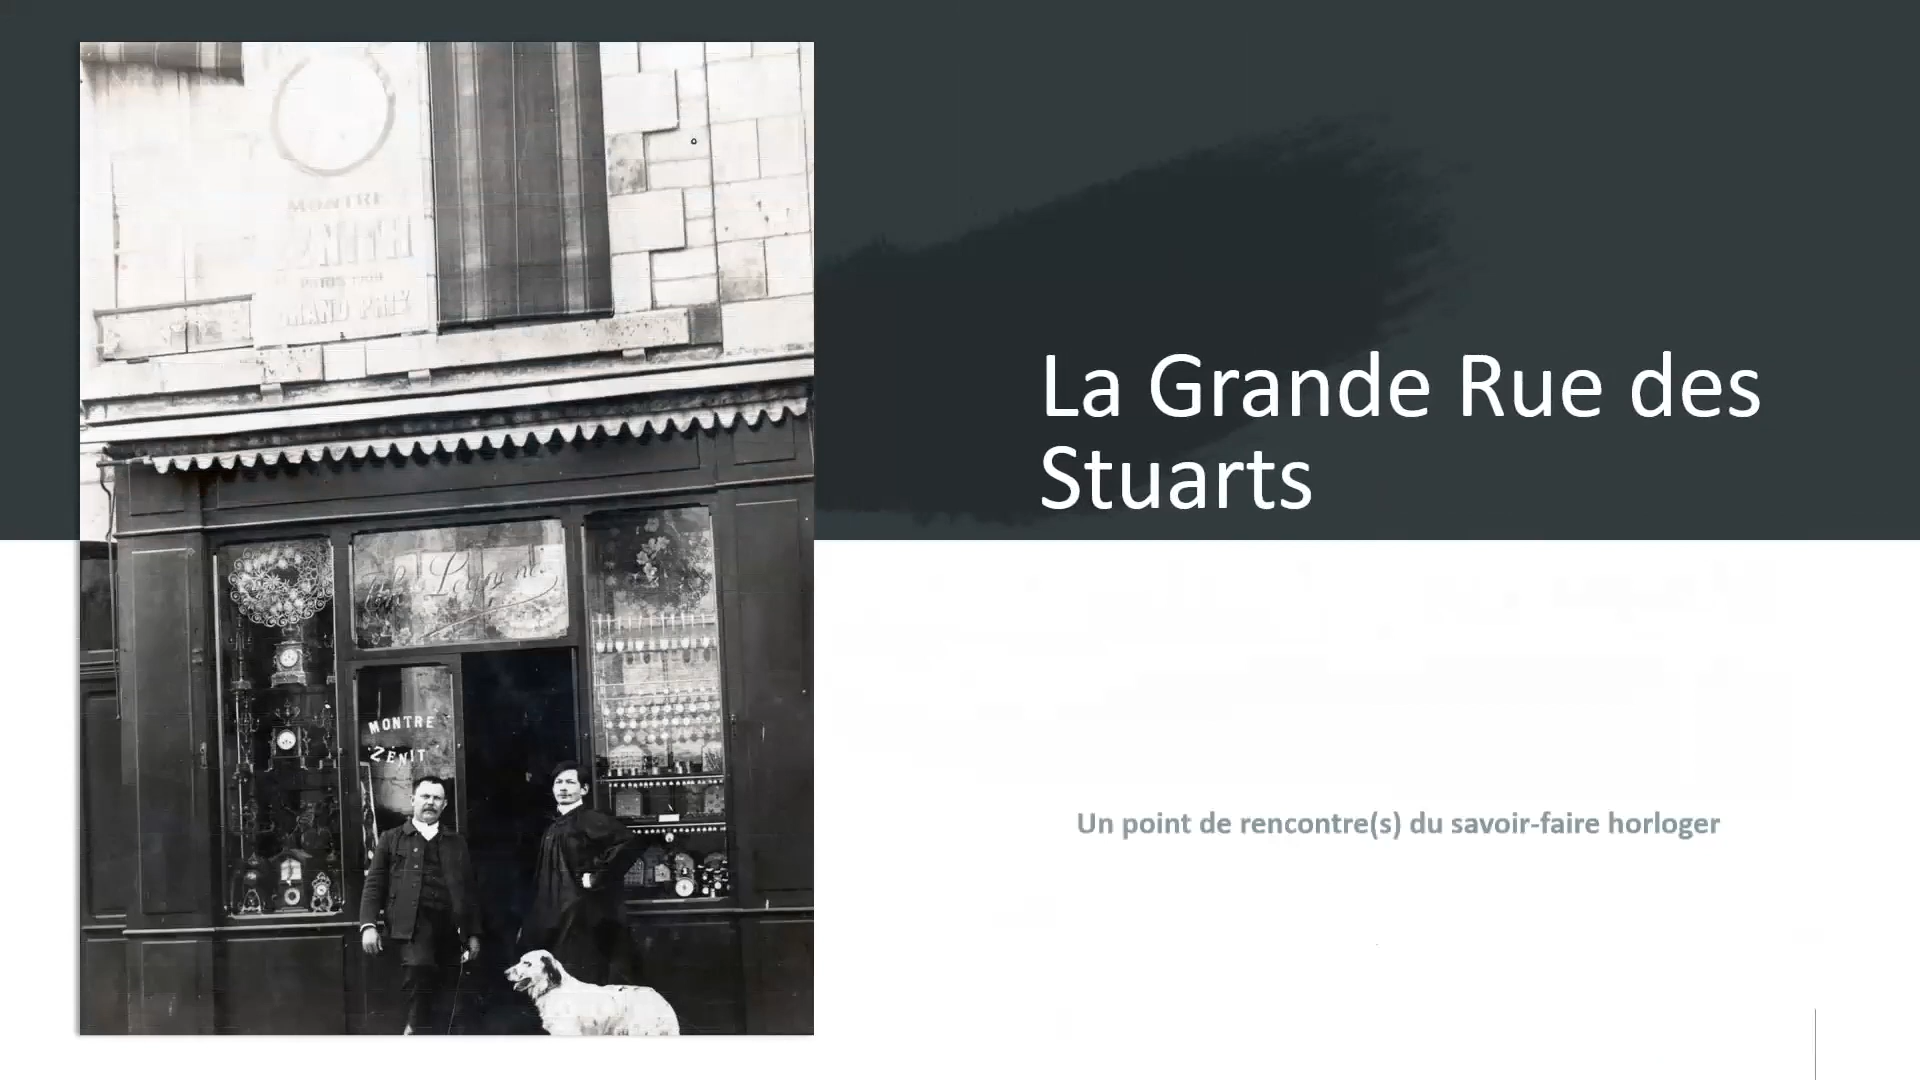 MONTRE
ZENITH
GRAND PRIX
La Grande Rue des
Stuarts
MONTRE
ZENIT
Un point de rencontre(s) du savoir-faire horloger